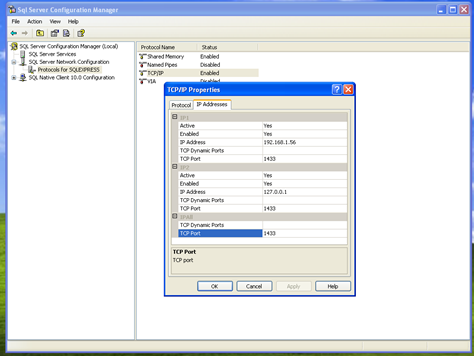 Sql Server Configuration Manager
File Action View Help
SQL Server Configuration Manager (Local)
SQL Server Services
SQL Server Network Configuration
Protocols for SQLEXPRESS
SQL Native Client 10.0 Configuration
Protocol Name Status
Shared Memory Enabled
Named Pipes Disabled
TCP/IP Enabled
VIA
TCP/IP Properties
Protocol IP Addresses
IP1
Active Yes
Enabled Yes
IP Address 192.168.1.56
TCP Dynamic Ports
TCP Port 1433
IP2
Active Yes
Enabled Yes
IP Address 127.0.0.1
TCP Dynamic Ports
TCP Port 1433
IPAll
TCP Dynamic Ports
TCP Port 1433
TCP Port
TCP port
OK Cancel Apply Help